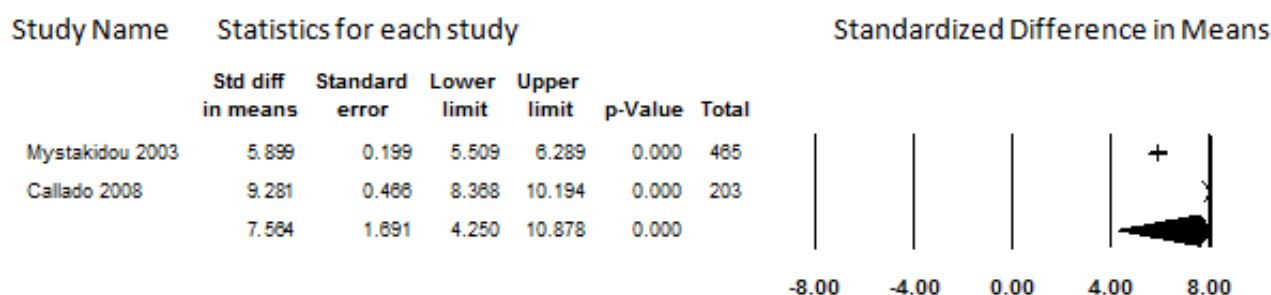 Study Name Statistics for each study Standardized Difference in Means
Std diff Standard Lower Upper
in means error limit limit p-Value Total
Mystakidou 2003 5.899 0.199 5.509 6.289 0.000 465
Callado 2008 9.281 0.466 8.368 10.194 0.000 203
7.564 1.691 4.250 10.878 0.000
-8.00 -4.00 0.00 4.00 8.00